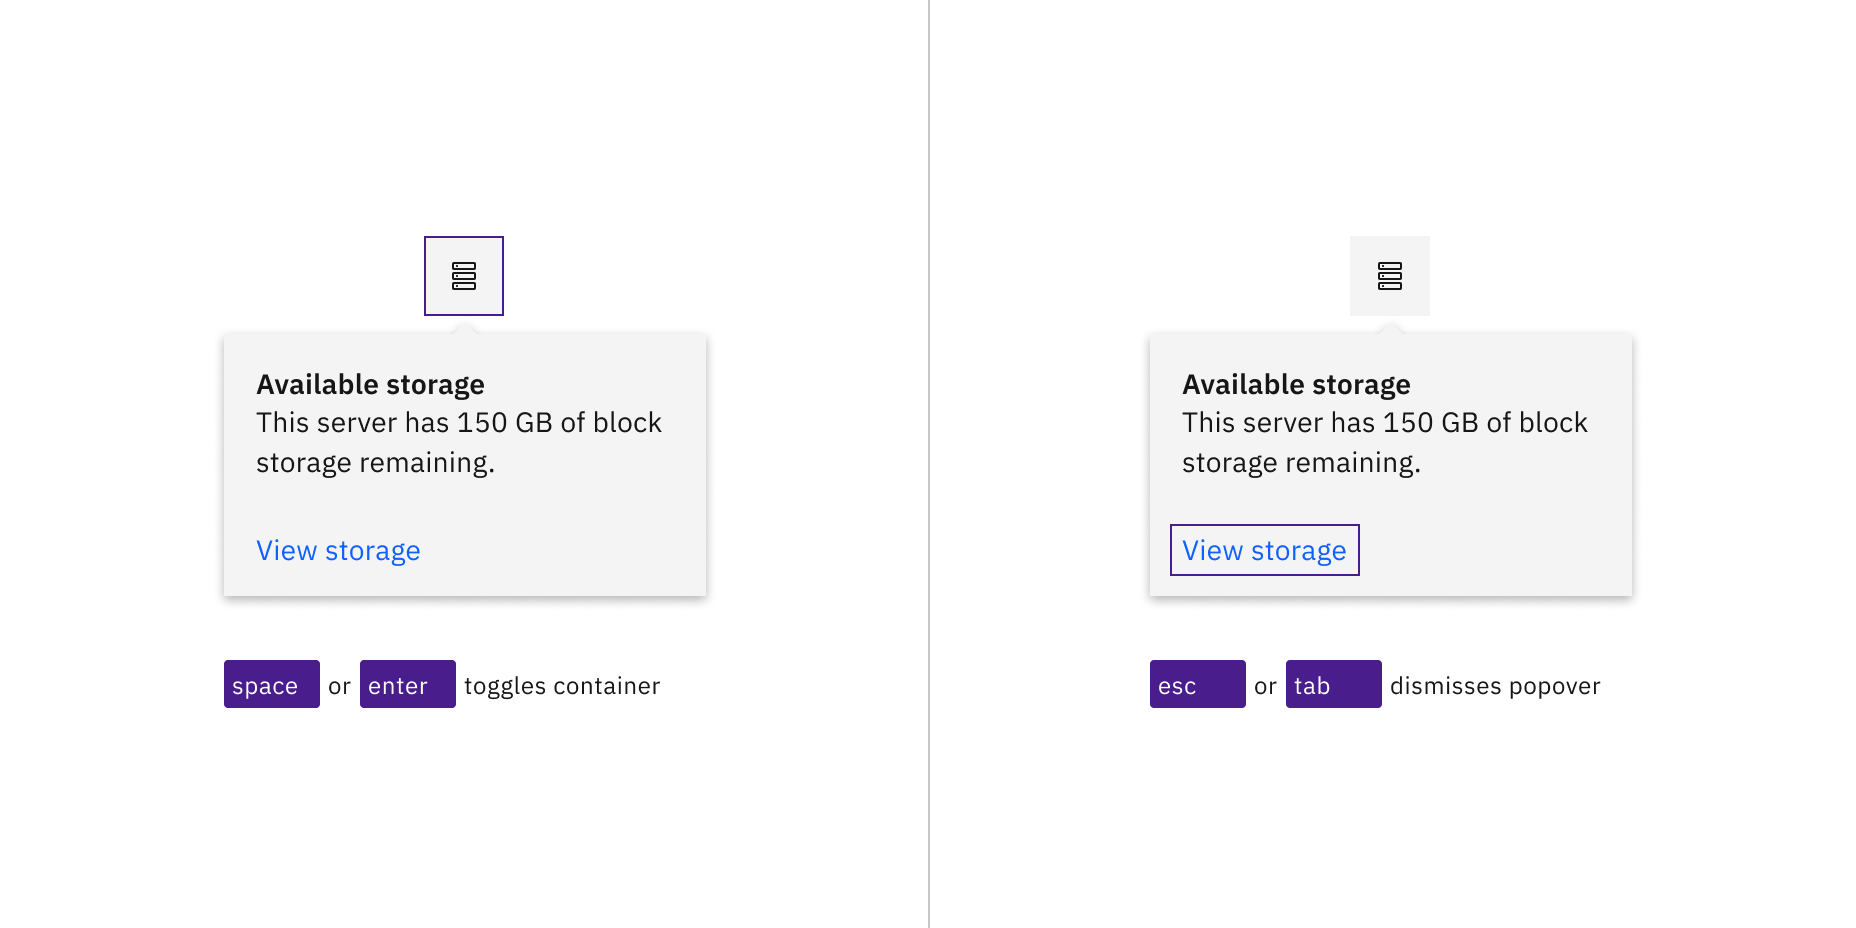 Available storage
This server has 150 GB of block
storage remaining.
View storage
space or enter toggles container
Available storage
This server has 150 GB of block
storage remaining.
View storage
esc or tab dismisses popover